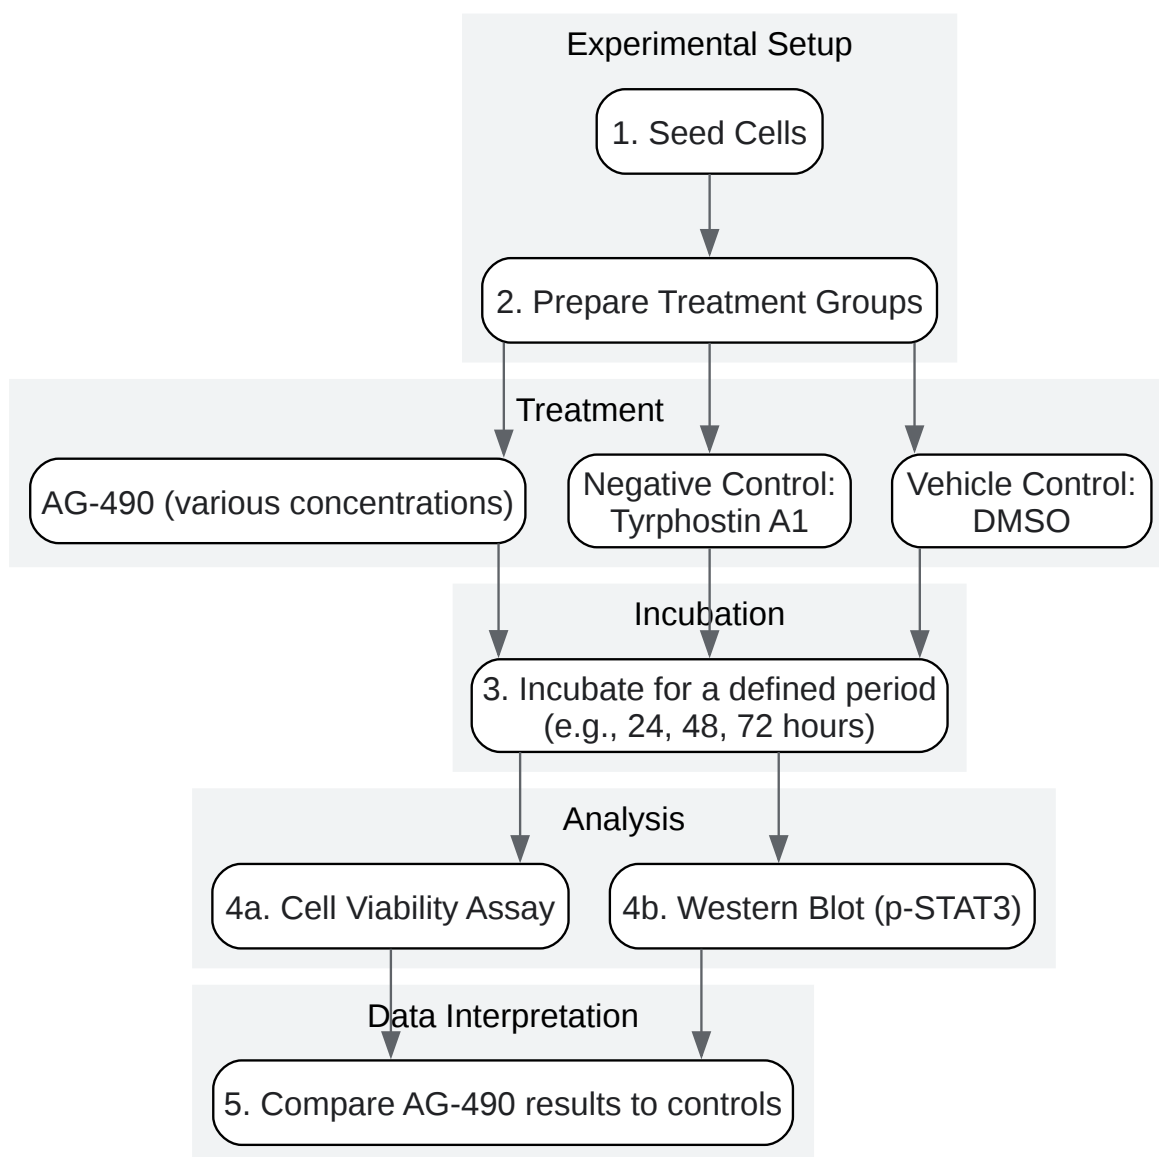 Experimental Setup
1. Seed Cells
2. Prepare Treatment Groups
Treatment
AG-490 (various concentrations)
Negative Control:
Tyrphostin A1
Vehicle Control:
DMSO
Incubation
3. Incubate for a defined period
(e.g., 24, 48, 72 hours)
Analysis
4a. Cell Viability Assay
4b. Western Blot (p-STAT3)
Data Interpretation
5. Compare AG-490 results to controls